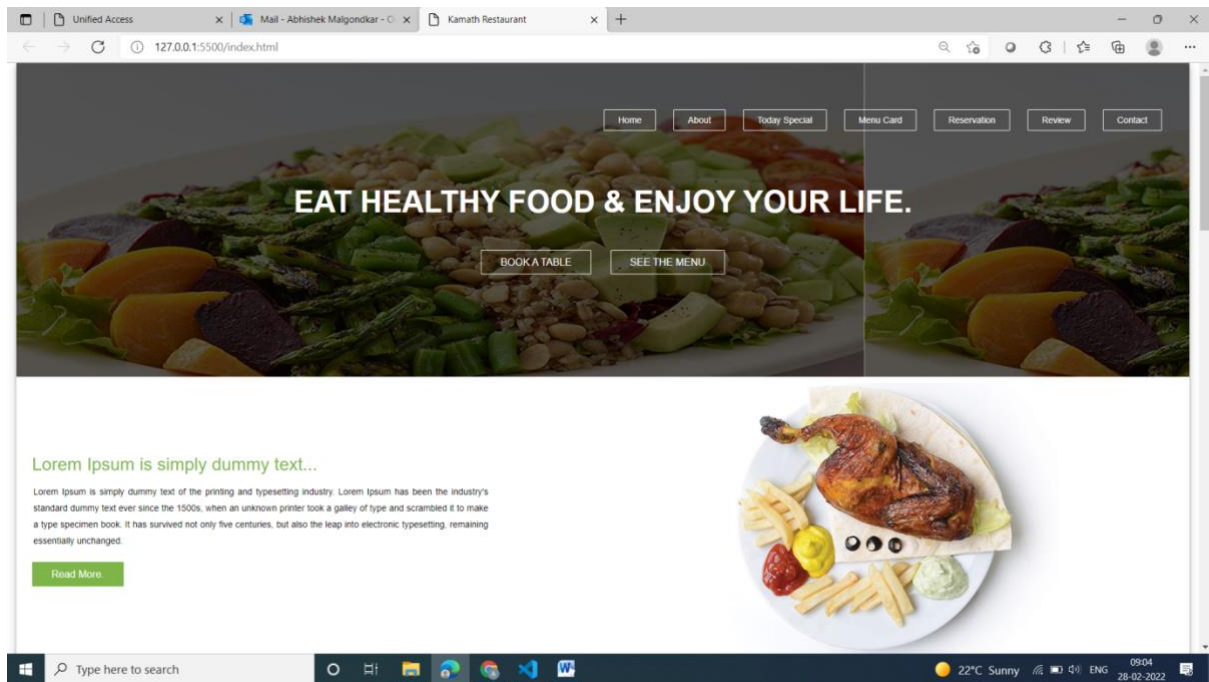 Unified Access
Mail - Abhishek Malgondkar - O
Kamath Restaurant
127.0.0.1:5500/index.html
Home About Today Special Menu Card Reservation Review Contact
EAT HEALTHY FOOD & ENJOY YOUR LIFE.
BOOK A TABLE SEE THE MENU
Lorem Ipsum is simply dummy text...
Lorem Ipsum is simply dummy text of the printing and typesetting industry. Lorem Ipsum has been the industry's
standard dummy text ever since the 1500s, when an unknown printer took a galley of type and scrambled it to make
a type specimen book. It has survived not only five centuries, but also the leap into electronic typesetting, remaining
essentially unchanged.
Read More.
Type here to search
22°C Sunny ENG 09:04
28-02-2022